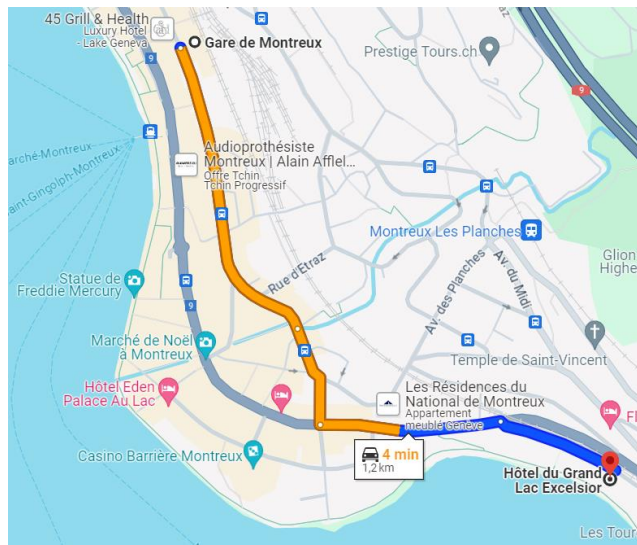 45 Grill & Health
Luxury Hotel
- Lake Geneva
Gare de Montreux
Prestige Tours.ch
9
9
Audioprothésiste
Montreux | Alain Afflel...
Offre Tchin
Tchin Progressif
arché-Montreux
Saint-Gingolph-Montreux
Montreux Les Planches
Rue d'Etraz
Av. des Planches
Av. du Midi
Glion
Highe
Statue de
Freddie Mercury
9
Marché de Noël
à Montreux
Temple de Saint-Vincent
Hôtel Eden
Palace Au Lac
Les Résidences du
National de Montreux
Appartement
meublé Genève
Fl
4 min
1,2 km
Casino Barrière Montreux
Hôtel du Grand
Lac Excelsior
Les Tour